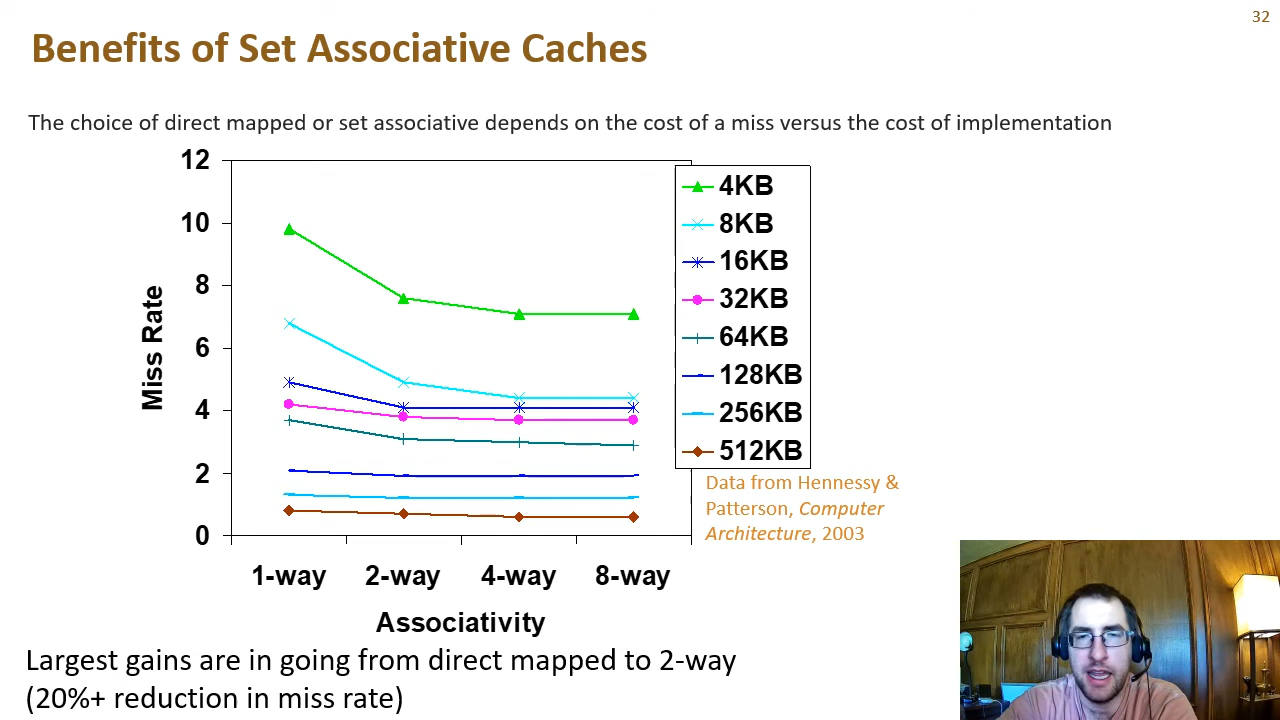 32
Benefits of Set Associative Caches
The choice of direct mapped or set associative depends on the cost of a miss versus the cost of implementation
12
10
8
6
4
2
0
Miss Rate
1-way 2-way 4-way 8-way
Associativity
4KB
8KB
16KB
32KB
64KB
128KB
256KB
512KB
Data from Hennessy &
Patterson, Computer
Architecture, 2003
Largest gains are in going from direct mapped to 2-way
(20%+ reduction in miss rate)